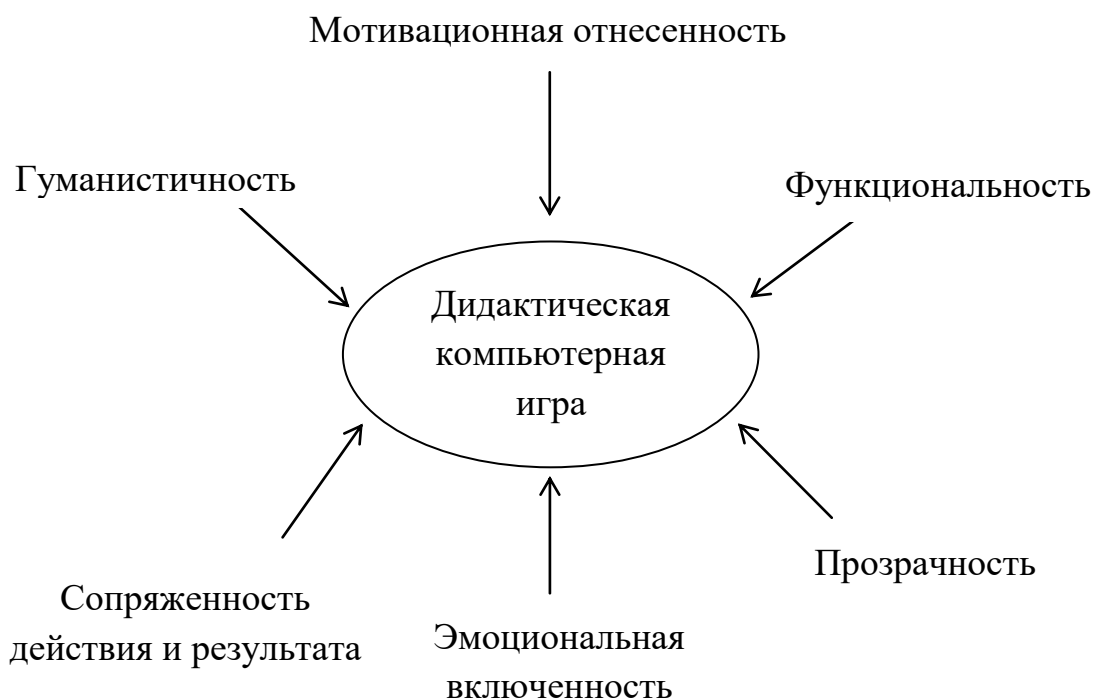 Мотивационная отнесенность
Гуманистичность
Функциональность
Дидактическая
компьютерная
игра
Прозрачность
Сопряженность
действия и результата
Эмоциональная
включенность